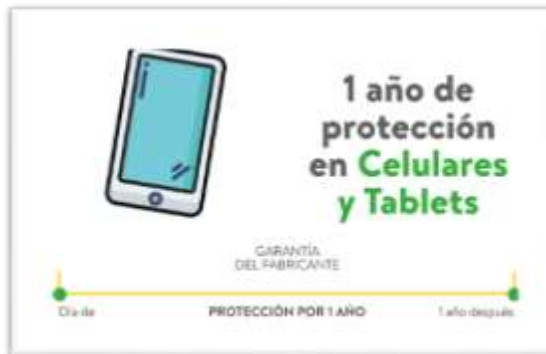 1 año de
protección
en Celulares
y Tablets
GARANTÍA
DEL FABRICANTE
Día de
PROTECCIÓN POR 1 AÑO
1 año después